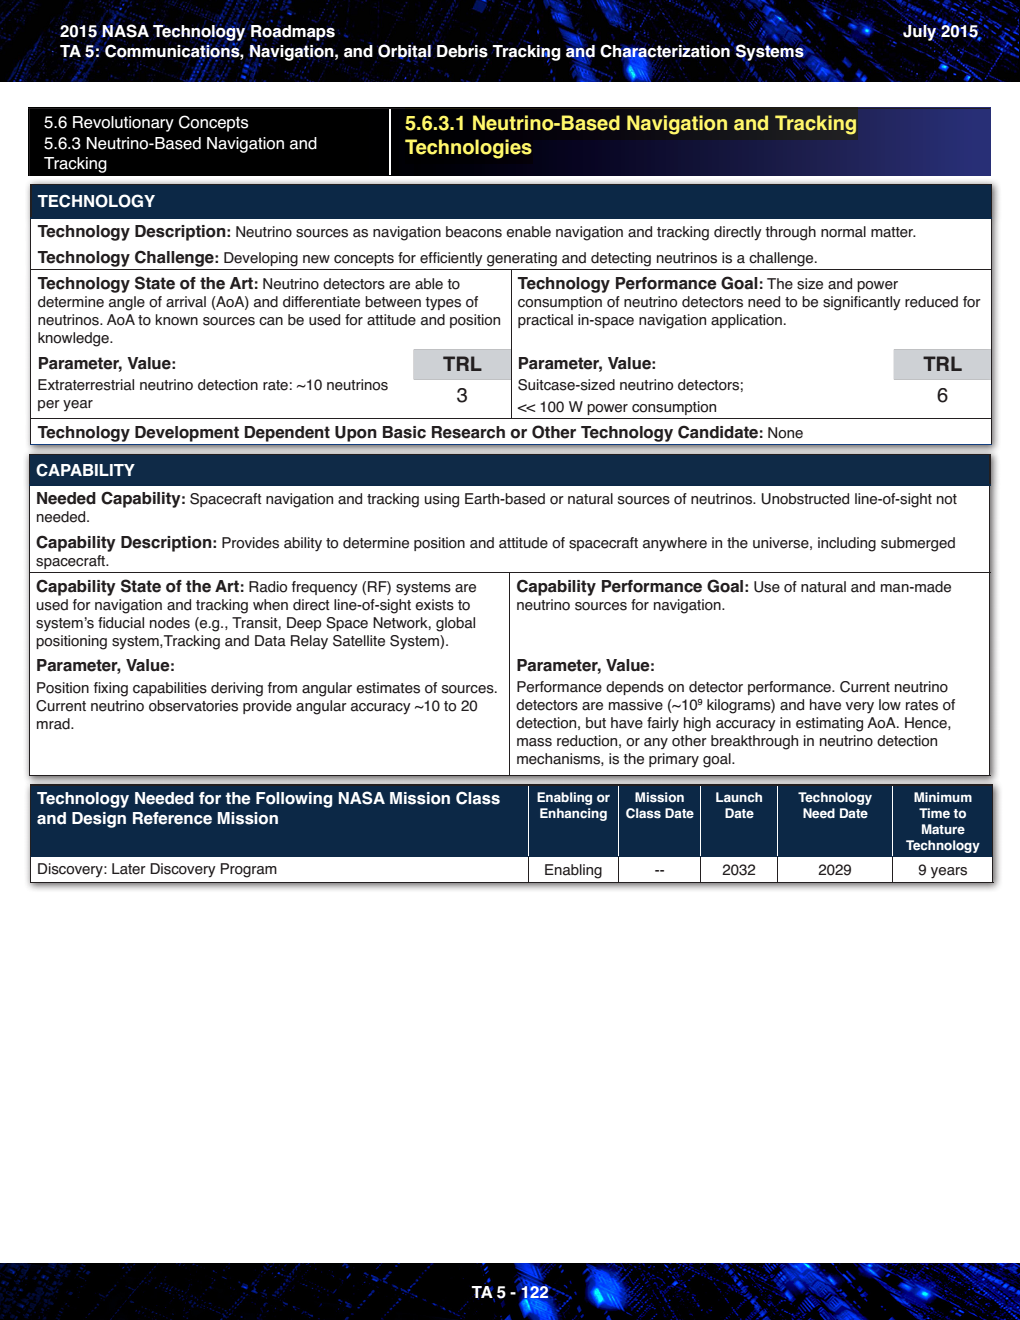 2015 NASA Technology Roadmaps
July 2015
TA 5: Communications, Navigation, and Orbital Debris Tracking and Characterization Systems
5.6 Revolutionary Concepts
5.6.3 Neutrino-Based Navigation and
Tracking
5.6.3.1 Neutrino-Based Navigation and Tracking
Technologies
TECHNOLOGY
Technology Description: Neutrino sources as navigation beacons enable navigation and tracking directly through normal matter.
Technology Challenge: Developing new concepts for efficiently generating and detecting neutrinos is a challenge.
Technology State of the Art: Neutrino detectors are able to
determine angle of arrival (AoA) and differentiate between types of
neutrinos. AoA to known sources can be used for attitude and position
knowledge.
Parameter, Value:
Extraterrestrial neutrino detection rate: ~10 neutrinos
per year
TRL
3
Technology Performance Goal: The size and power
consumption of neutrino detectors need to be significantly reduced for
practical in-space navigation application.
Parameter, Value:
Suitcase-sized neutrino detectors;
<< 100 W power consumption
TRL
6
Technology Development Dependent Upon Basic Research or Other Technology Candidate: None
CAPABILITY
Needed Capability: Spacecraft navigation and tracking using Earth-based or natural sources of neutrinos. Unobstructed line-of-sight not
needed.
Capability Description: Provides ability to determine position and attitude of spacecraft anywhere in the universe, including submerged
spacecraft.
Capability State of the Art: Radio frequency (RF) systems are
used for navigation and tracking when direct line-of-sight exists to
system's fiducial nodes (e.g., Transit, Deep Space Network, global
positioning system,Tracking and Data Relay Satellite System).
Parameter, Value:
Position fixing capabilities deriving from angular estimates of sources.
Current neutrino observatories provide angular accuracy ~10 to 20
mrad.
Capability Performance Goal: Use of natural and man-made
neutrino sources for navigation.
Parameter, Value:
Performance depends on detector performance. Current neutrino
detectors are massive (~10⁹ kilograms) and have very low rates of
detection, but have fairly high accuracy in estimating AoA. Hence,
mass reduction, or any other breakthrough in neutrino detection
mechanisms, is the primary goal.
Technology Needed for the Following NASA Mission Class
and Design Reference Mission
Enabling or
Enhancing
Mission
Class Date
Launch
Date
Technology
Need Date
Minimum
Time to
Mature
Technology
Discovery: Later Discovery Program
Enabling
--
2032
2029
9 years
TA 5 - 122